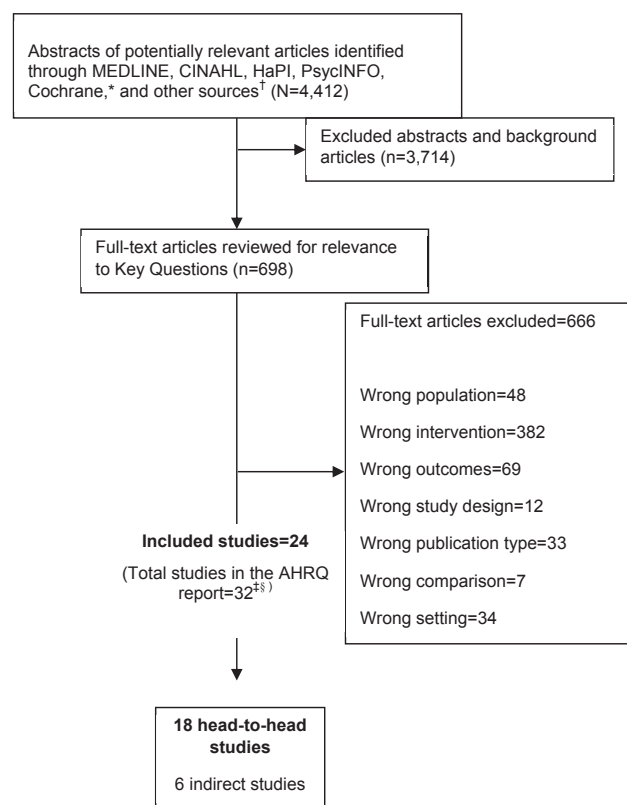 Abstracts of potentially relevant articles identified
through MEDLINE, CINAHL, HaPI, PsycINFO,
Cochrane,* and other sources† (N=4,412)
Excluded abstracts and background
articles (n=3,714)
Full-text articles reviewed for relevance
to Key Questions (n=698)
Full-text articles excluded=666
Wrong population=48
Wrong intervention=382
Wrong outcomes=69
Wrong study design=12
Wrong publication type=33
Wrong comparison=7
Wrong setting=34
Included studies=24
(Total studies in the AHRQ
report=32‡§ )
18 head-to-head
studies
6 indirect studies